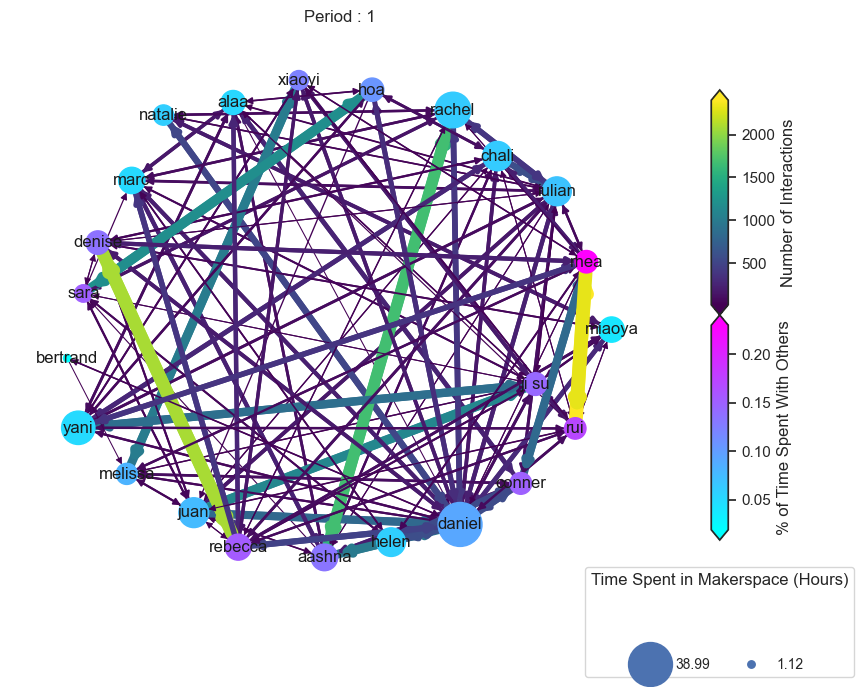 Period : 1
xiaoyi
hoa
alaa
rachel
natalie
chali
marc
julian
denise
rhea
sara
miaoya
bertrand
ji su
yani
rui
melissa
conner
juan
daniel
rebecca
helen
aashna
2000
1500
1000
500
Number of Interactions
0.20
0.15
0.10
0.05
% of Time Spent With Others
Time Spent in Makerspace (Hours)
38.99
1.12